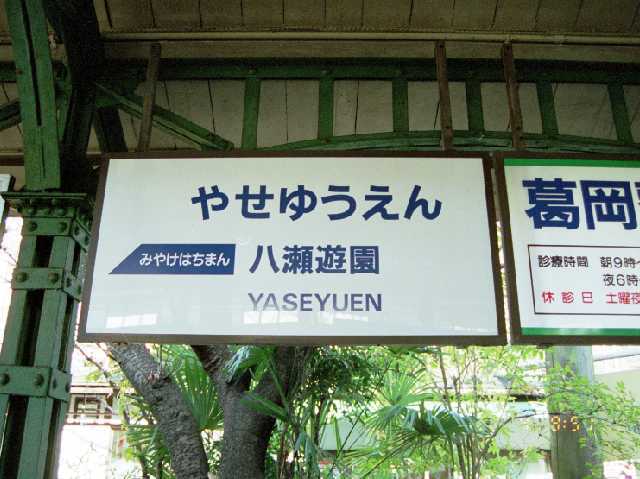 やせゆうえん
みやけはちまん
八瀬遊園
YASEYUEN
葛岡
診療時間 朝9時
夜6時
休診日 土曜夜